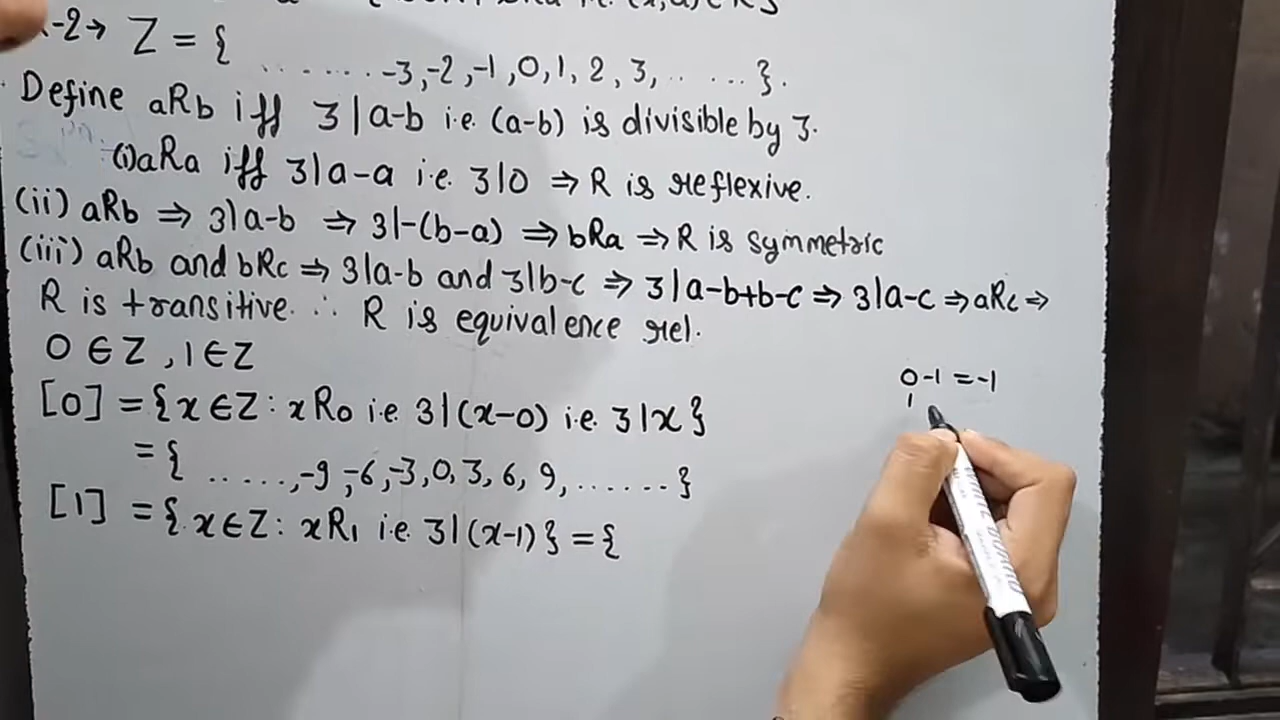 -2→ Z = {
.......-3,-2,-1,0,1,2,3,......}.
Define aRb iff 3|a-b i.e. (a-b) is divisible by 3.
(i) aRa iff 3|a-a i.e. 3|0 ⇒ R is reflexive.
(ii) aRb ⇒ 3|a-b ⇒ 3|-(b-a) ⇒ bRa ⇒ R is symmetric
(iii) aRb and bRc ⇒ 3|a-b and 3|b-c ⇒ 3|a-b+b-c ⇒ 3|a-c ⇒ aRc ⇒
R is transitive. ∴ R is equivalence rel.
0 ∈ Z, 1 ∈ Z
0-1 = -1
1
[0] = {x ∈ Z : xR0 i.e. 3|(x-0) i.e. 3|x}
= { ......,-9,-6,-3,0,3,6,9,.......}
[1] = {x ∈ Z : xR1 i.e. 3|(x-1)} = {